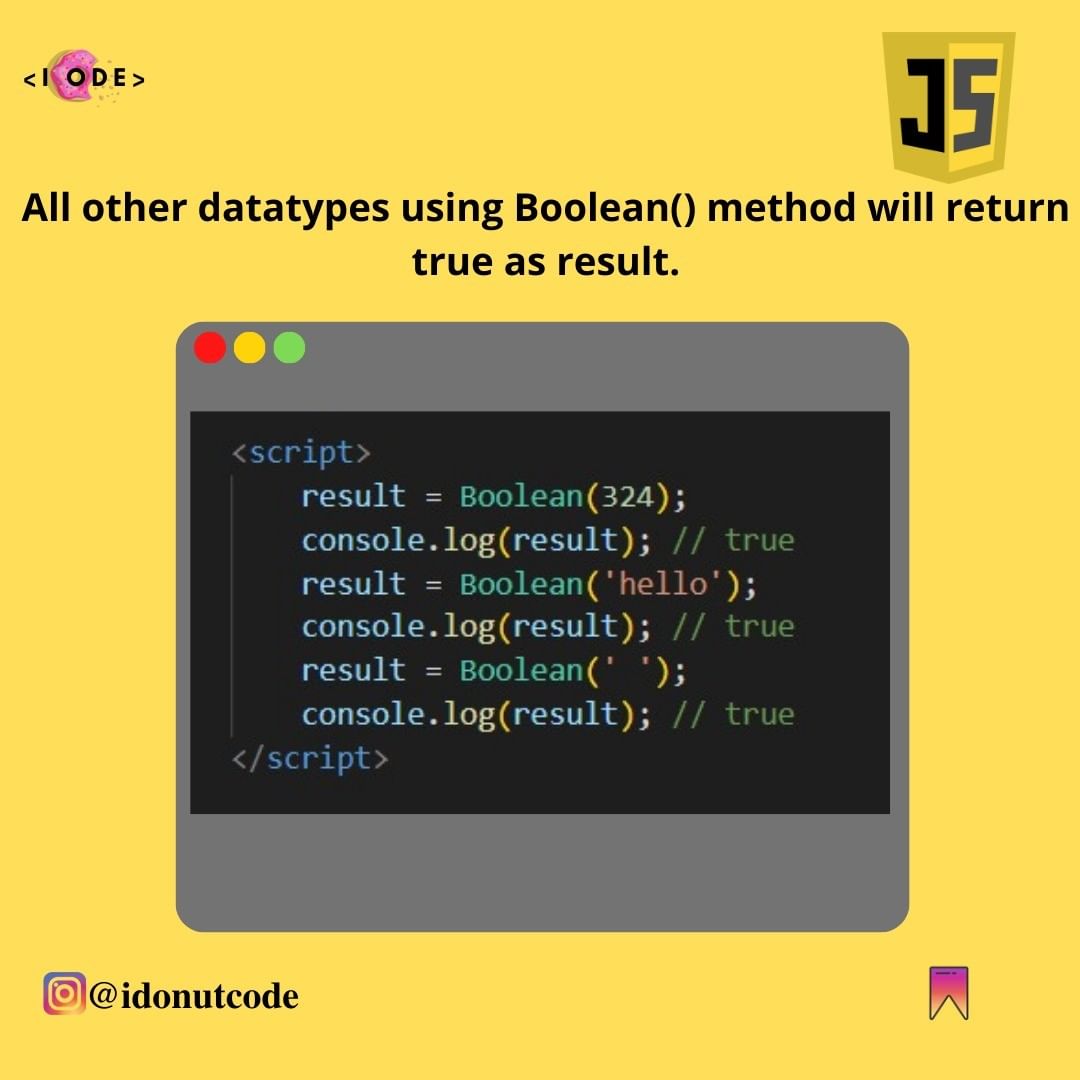 <I ODE>
JS
All other datatypes using Boolean() method will return
true as result.
<script>
result = Boolean(324);
console.log(result); // true
result = Boolean('hello');
console.log(result); // true
result = Boolean(' ');
console.log(result); // true
</script>
@idonutcode